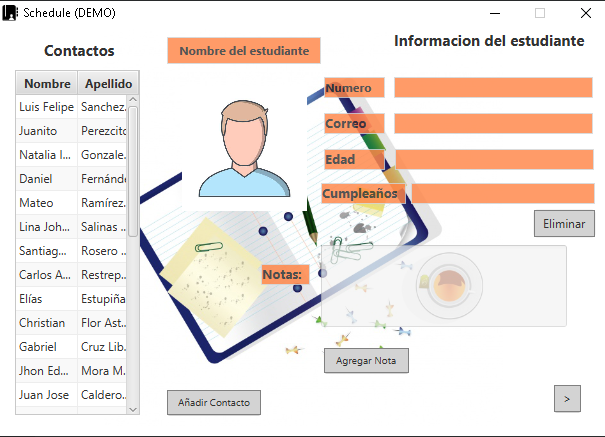 Schedule (DEMO)
Contactos
Nombre del estudiante
Informacion del estudiante
Nombre Apellido
Luis Felipe Sanchez...
Juanito Perezcito
Natalia l... Gonzale...
Daniel Fernánde
Mateo Ramírez...
Lina Joh... Salinas ...
Santiag... Rosero ...
Carlos A... Restrep...
Elías Estupiña
Christian Flor Ast...
Gabriel Cruz Lib...
Jhon Ed... Mora M...
Juan Jose Caldero...
Numero
Correo
Edad
Cumpleaños
Eliminar
Notas:
Agregar Nota
Añadir Contacto
>